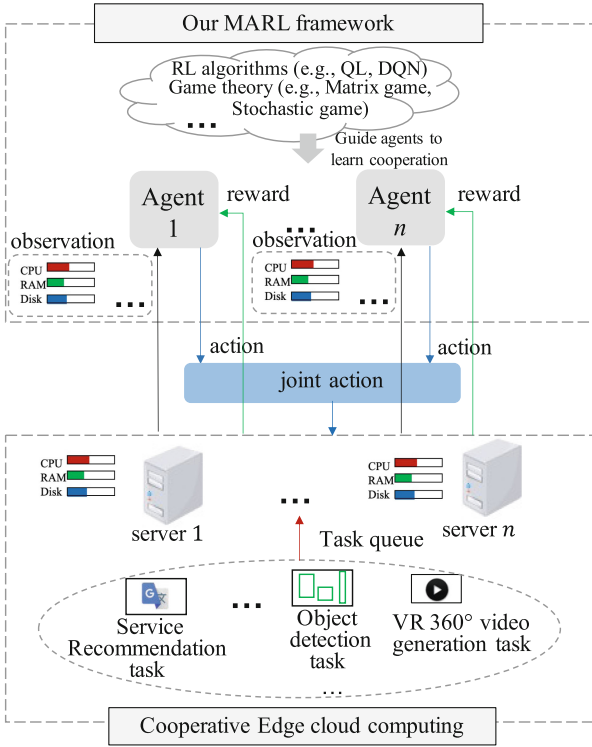 Our MARL framework
RL algorithms (e.g., QL, DQN)
Game theory (e.g., Matrix game,
Stochastic game)
...
Guide agents to
learn cooperation
Agent
1
reward
...
Agent
n
reward
observation
CPU
RAM
Disk
...
observation
CPU
RAM
Disk
...
action
action
joint action
CPU
RAM
Disk
server 1
...
CPU
RAM
Disk
server n
Task queue
G文
Service
Recommendation
task
...
Object
detection
task
VR 360° video
generation task
...
Cooperative Edge cloud computing